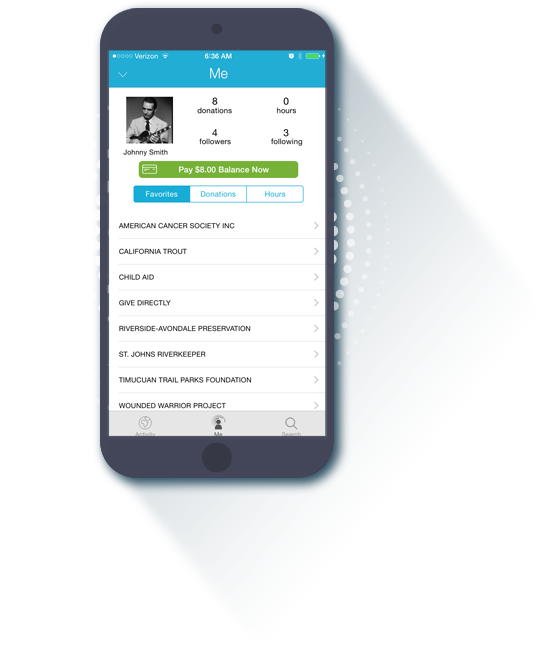 Verizon 6:36 AM
Me
8 0
donations hours
4 3
followers following
Johnny Smith
Pay $8.00 Balance Now
Favorites Donations Hours
AMERICAN CANCER SOCIETY INC
CALIFORNIA TROUT
CHILD AID
GIVE DIRECTLY
RIVERSIDE-AVONDALE PRESERVATION
ST. JOHNS RIVERKEEPER
TIMUCUAN TRAIL PARKS FOUNDATION
WOUNDED WARRIOR PROJECT
Activity Me Search